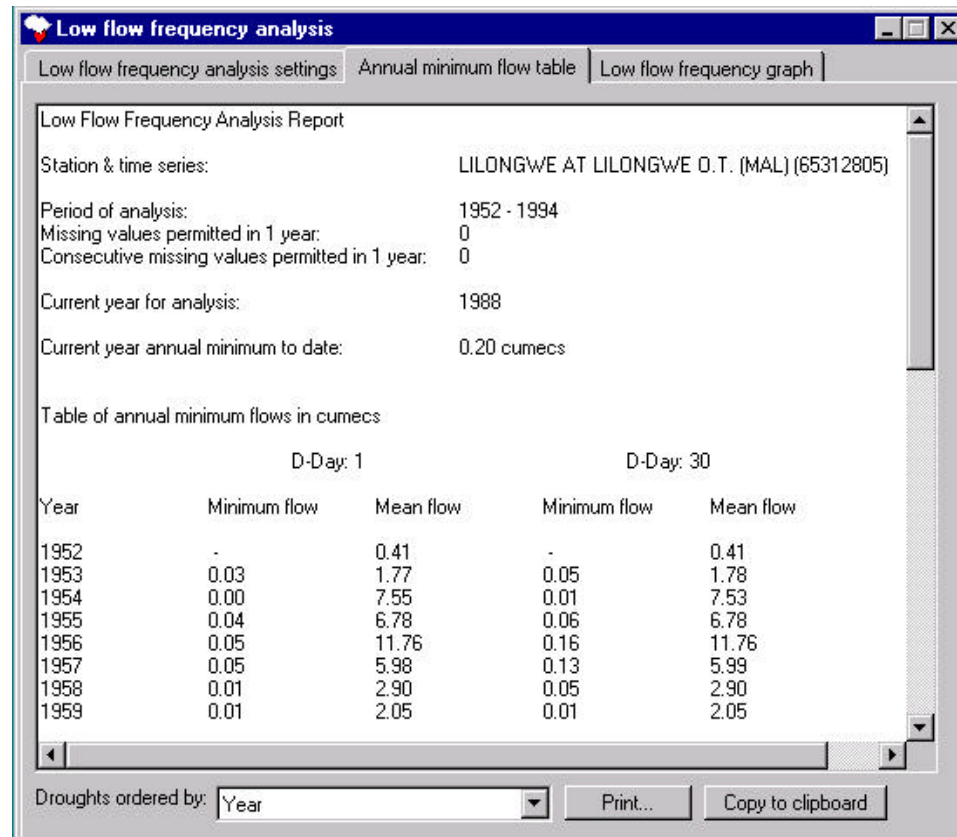 Low flow frequency analysis
Low flow frequency analysis settings Annual minimum flow table Low flow frequency graph
Low Flow Frequency Analysis Report
Station & time series: LILONGWE AT LILONGWE O.T. (MAL) (65312805)
Period of analysis: 1952 - 1994
Missing values permitted in 1 year: 0
Consecutive missing values permitted in 1 year: 0
Current year for analysis: 1988
Current year annual minimum to date: 0.20 cumecs
Table of annual minimum flows in cumecs
D-Day: 1 D-Day: 30
Year Minimum flow Mean flow Minimum flow Mean flow
1952 - 0.41 - 0.41
1953 0.03 1.77 0.05 1.78
1954 0.00 7.55 0.01 7.53
1955 0.04 6.78 0.06 6.78
1956 0.05 11.76 0.16 11.76
1957 0.05 5.98 0.13 5.99
1958 0.01 2.90 0.05 2.90
1959 0.01 2.05 0.01 2.05
Droughts ordered by: Year Print... Copy to clipboard